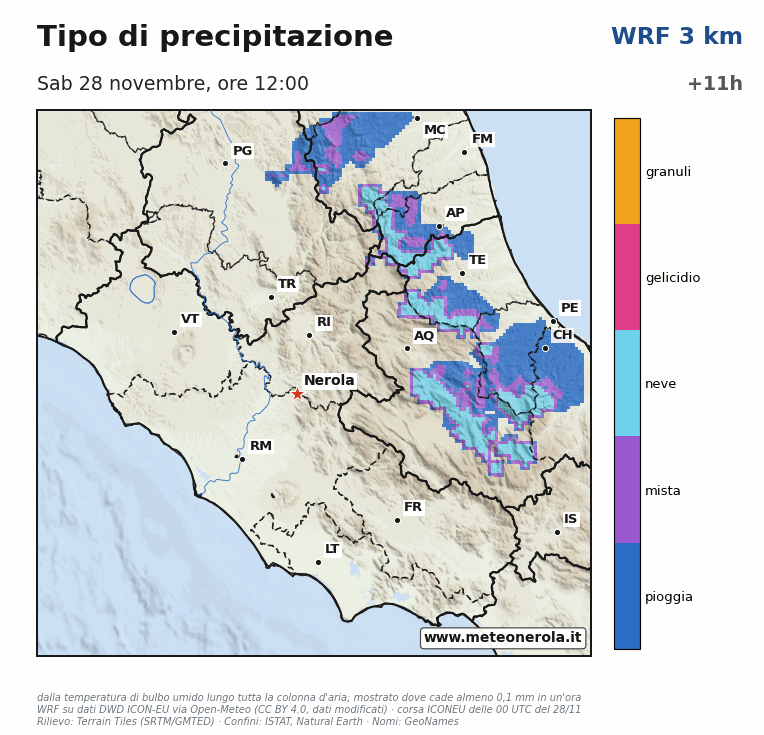 Tipo di precipitazione
WRF 3 km
Sab 28 novembre, ore 12:00
+11h
MC
FM
PG
AP
TE
TR
PE
VT
RI
AQ
CH
Nerola
RM
FR
IS
LT
www.meteonerola.it
granuli
gelicidio
neve
mista
pioggia
dalla temperatura di bulbo umido lungo tutta la colonna d'aria; mostrato dove cade almeno 0,1 mm in un'ora
WRF su dati DWD ICON-EU via Open-Meteo (CC BY 4.0, dati modificati) · corsa ICONEU delle 00 UTC del 28/11
Rilievo: Terrain Tiles (SRTM/GMTED) · Confini: ISTAT, Natural Earth · Nomi: GeoNames